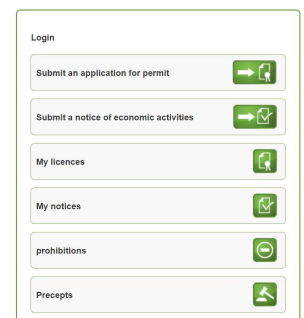 Login
Submit an application for permit
Submit a notice of economic activities
My licences
My notices
prohibitions
Precepts